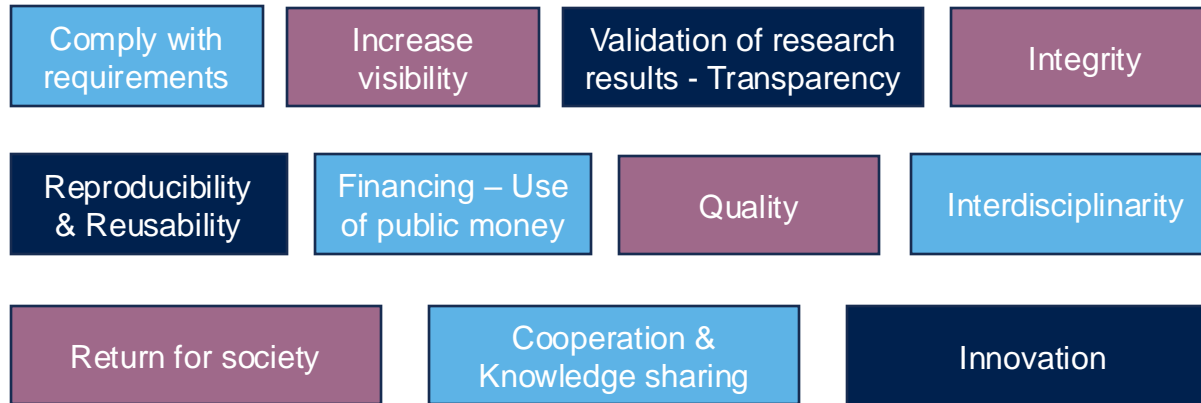 Comply with
requirements
Increase
visibility
Validation of research
results - Transparency
Integrity
Reproducibility
& Reusability
Financing – Use
of public money
Quality
Interdisciplinarity
Return for society
Cooperation &
Knowledge sharing
Innovation